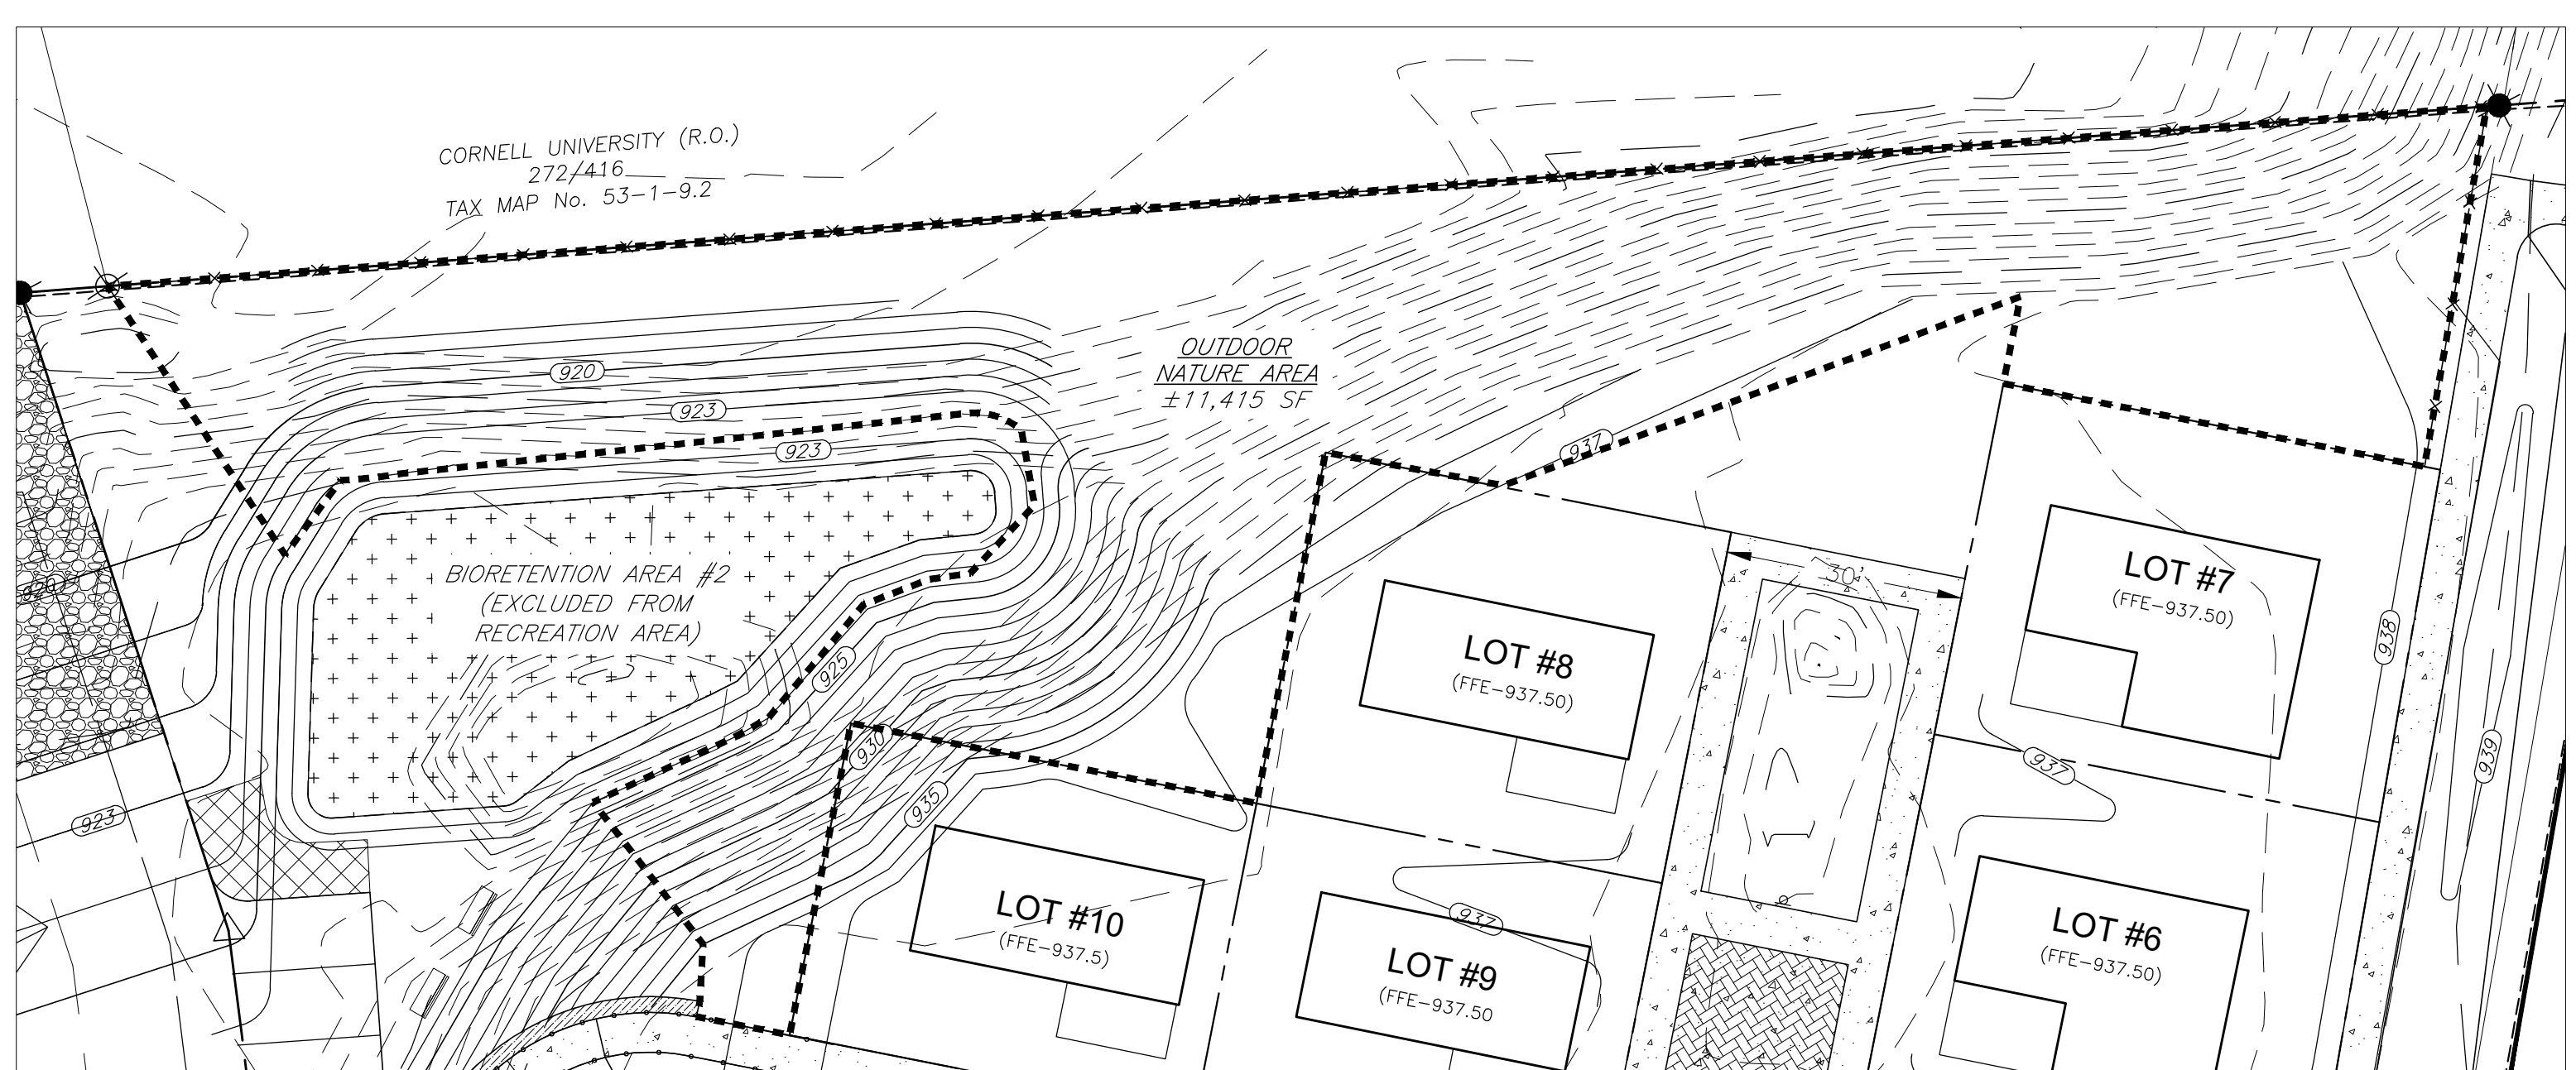 CORNELL UNIVERSITY (R.O.)
272/416
TAX MAP No. 53-1-9.2
OUTDOOR
NATURE AREA
±11,415 SF
920
923
923
937
BIORETENTION AREA #2
(EXCLUDED FROM
RECREATION AREA)
925
930
935
920
923
30'
LOT #7
(FFE-937.50)
LOT #8
(FFE-937.50)
938
937
939
LOT #10
(FFE-937.5)
937
LOT #9
(FFE-937.50
LOT #6
(FFE-937.50)